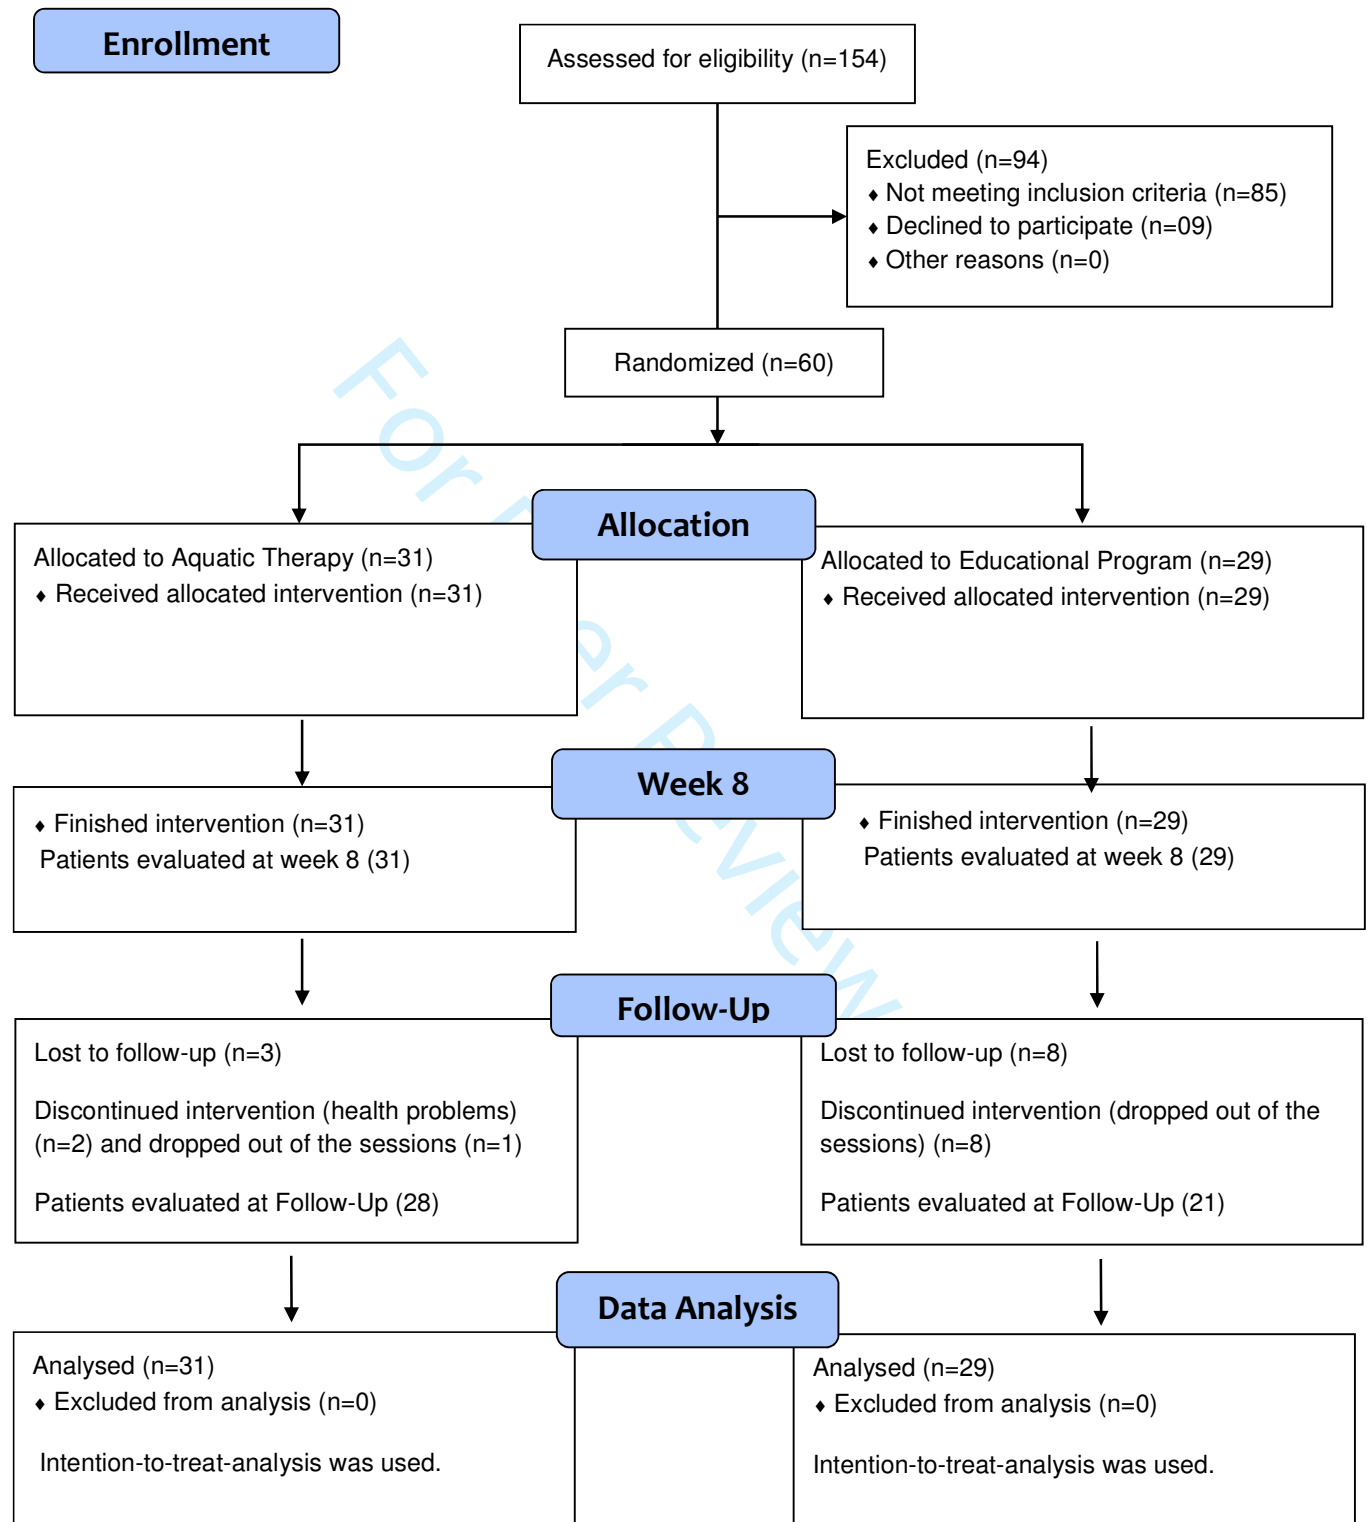 Enrollment
Assessed for eligibility (n=154)
Excluded (n=94)
♦ Not meeting inclusion criteria (n=85)
♦ Declined to participate (n=09)
♦ Other reasons (n=0)
Randomized (n=60)
Allocation
Allocated to Aquatic Therapy (n=31)
♦ Received allocated intervention (n=31)
Allocated to Educational Program (n=29)
♦ Received allocated intervention (n=29)
Week 8
♦ Finished intervention (n=31)
Patients evaluated at week 8 (31)
♦ Finished intervention (n=29)
Patients evaluated at week 8 (29)
Follow-Up
Lost to follow-up (n=3)
Discontinued intervention (health problems)
(n=2) and dropped out of the sessions (n=1)
Patients evaluated at Follow-Up (28)
Lost to follow-up (n=8)
Discontinued intervention (dropped out of the
sessions) (n=8)
Patients evaluated at Follow-Up (21)
Data Analysis
Analysed (n=31)
♦ Excluded from analysis (n=0)
Intention-to-treat-analysis was used.
Analysed (n=29)
♦ Excluded from analysis (n=0)
Intention-to-treat-analysis was used.
For Peer Review